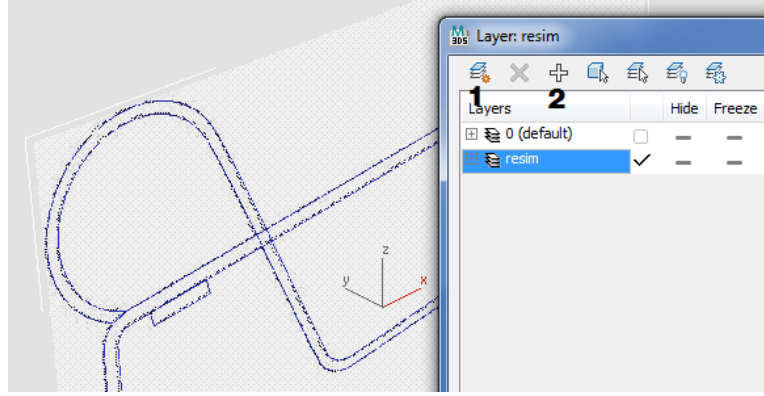 M 3DS Layer: resim
1 2
Layers Hide Freeze
0 (default)
resim
z
y x